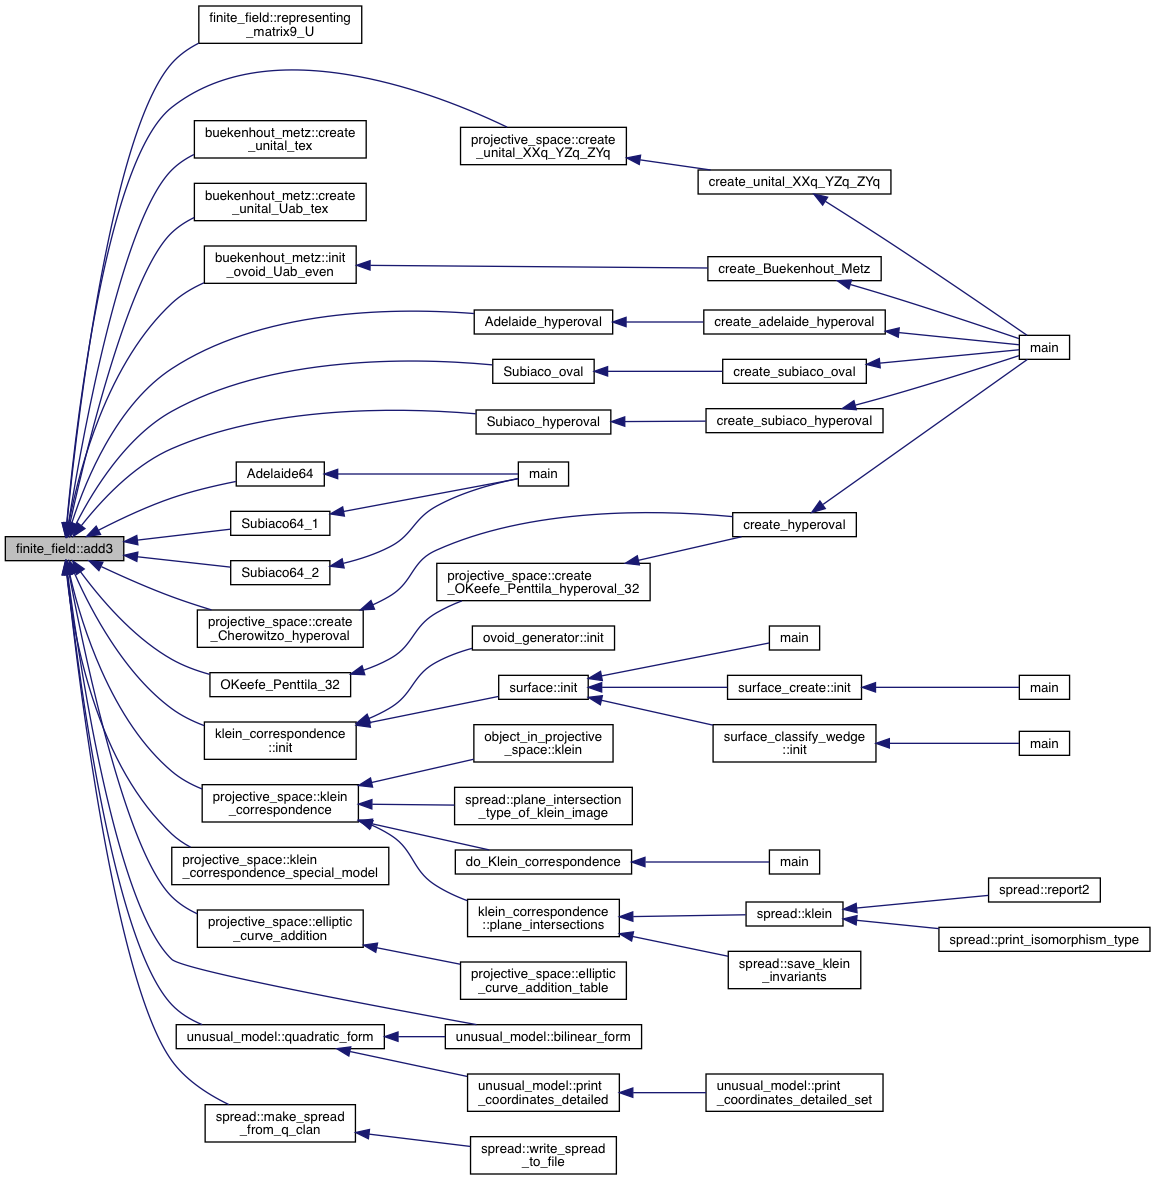 finite_field::representing
_matrix9_U
buekenhout_metz::create
_unital_tex
projective_space::create
_unital_XXq_YZq_ZYq
create_unital_XXq_YZq_ZYq
buekenhout_metz::create
_unital_Uab_tex
buekenhout_metz::init
_ovoid_Uab_even
create_Buekenhout_Metz
Adelaide_hyperoval
create_adelaide_hyperoval
main
Subiaco_oval
create_subiaco_oval
Subiaco_hyperoval
create_subiaco_hyperoval
Adelaide64
main
Subiaco64_1
create_hyperoval
finite_field::add3
Subiaco64_2
projective_space::create
_OKeefe_Penttila_hyperoval_32
projective_space::create
_Cherowitzo_hyperoval
ovoid_generator::init
main
OKeefe_Penttila_32
surface::init
surface_create::init
main
klein_correspondence
::init
object_in_projective
_space::klein
surface_classify_wedge
::init
main
projective_space::klein
_correspondence
spread::plane_intersection
_type_of_klein_image
projective_space::klein
_correspondence_special_model
do_Klein_correspondence
main
klein_correspondence
::plane_intersections
spread::klein
spread::report2
spread::print_isomorphism_type
projective_space::elliptic
_curve_addition
projective_space::elliptic
_curve_addition_table
spread::save_klein
_invariants
unusual_model::quadratic_form
unusual_model::bilinear_form
unusual_model::print
_coordinates_detailed
unusual_model::print
_coordinates_detailed_set
spread::make_spread
_from_q_clan
spread::write_spread
_to_file